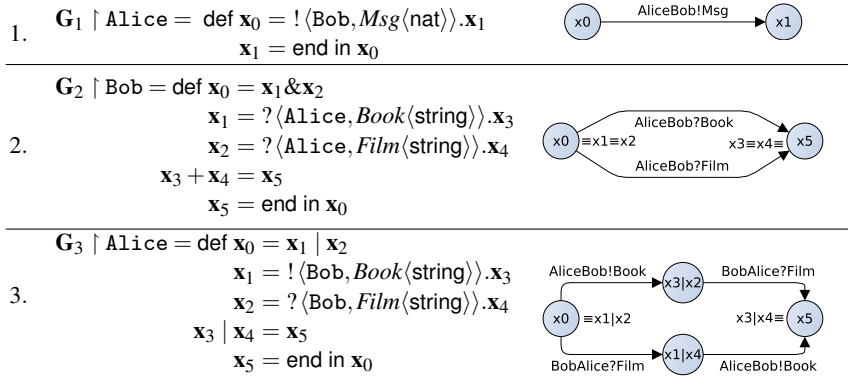 1.
G₁ ↾ Alice = def x₀ = !⟨Bob, Msg⟨nat⟩⟩.x₁
x₁ = end in x₀
x0 AliceBob!Msg x1
2.
G₂ ↾ Bob = def x₀ = x₁&x₂
x₁ = ?⟨Alice, Book⟨string⟩⟩.x₃
x₂ = ?⟨Alice, Film⟨string⟩⟩.x₄
x₃ + x₄ = x₅
x₅ = end in x₀
AliceBob?Book
x0 ≡x1≡x2 x3≡x4≡ x5
AliceBob?Film
3.
G₃ ↾ Alice = def x₀ = x₁ | x₂
x₁ = !⟨Bob, Book⟨string⟩⟩.x₃
x₂ = ?⟨Bob, Film⟨string⟩⟩.x₄
x₃ | x₄ = x₅
x₅ = end in x₀
AliceBob!Book x3|x2 BobAlice?Film
x0 ≡x1|x2 x3|x4≡ x5
BobAlice?Film x1|x4 AliceBob!Book